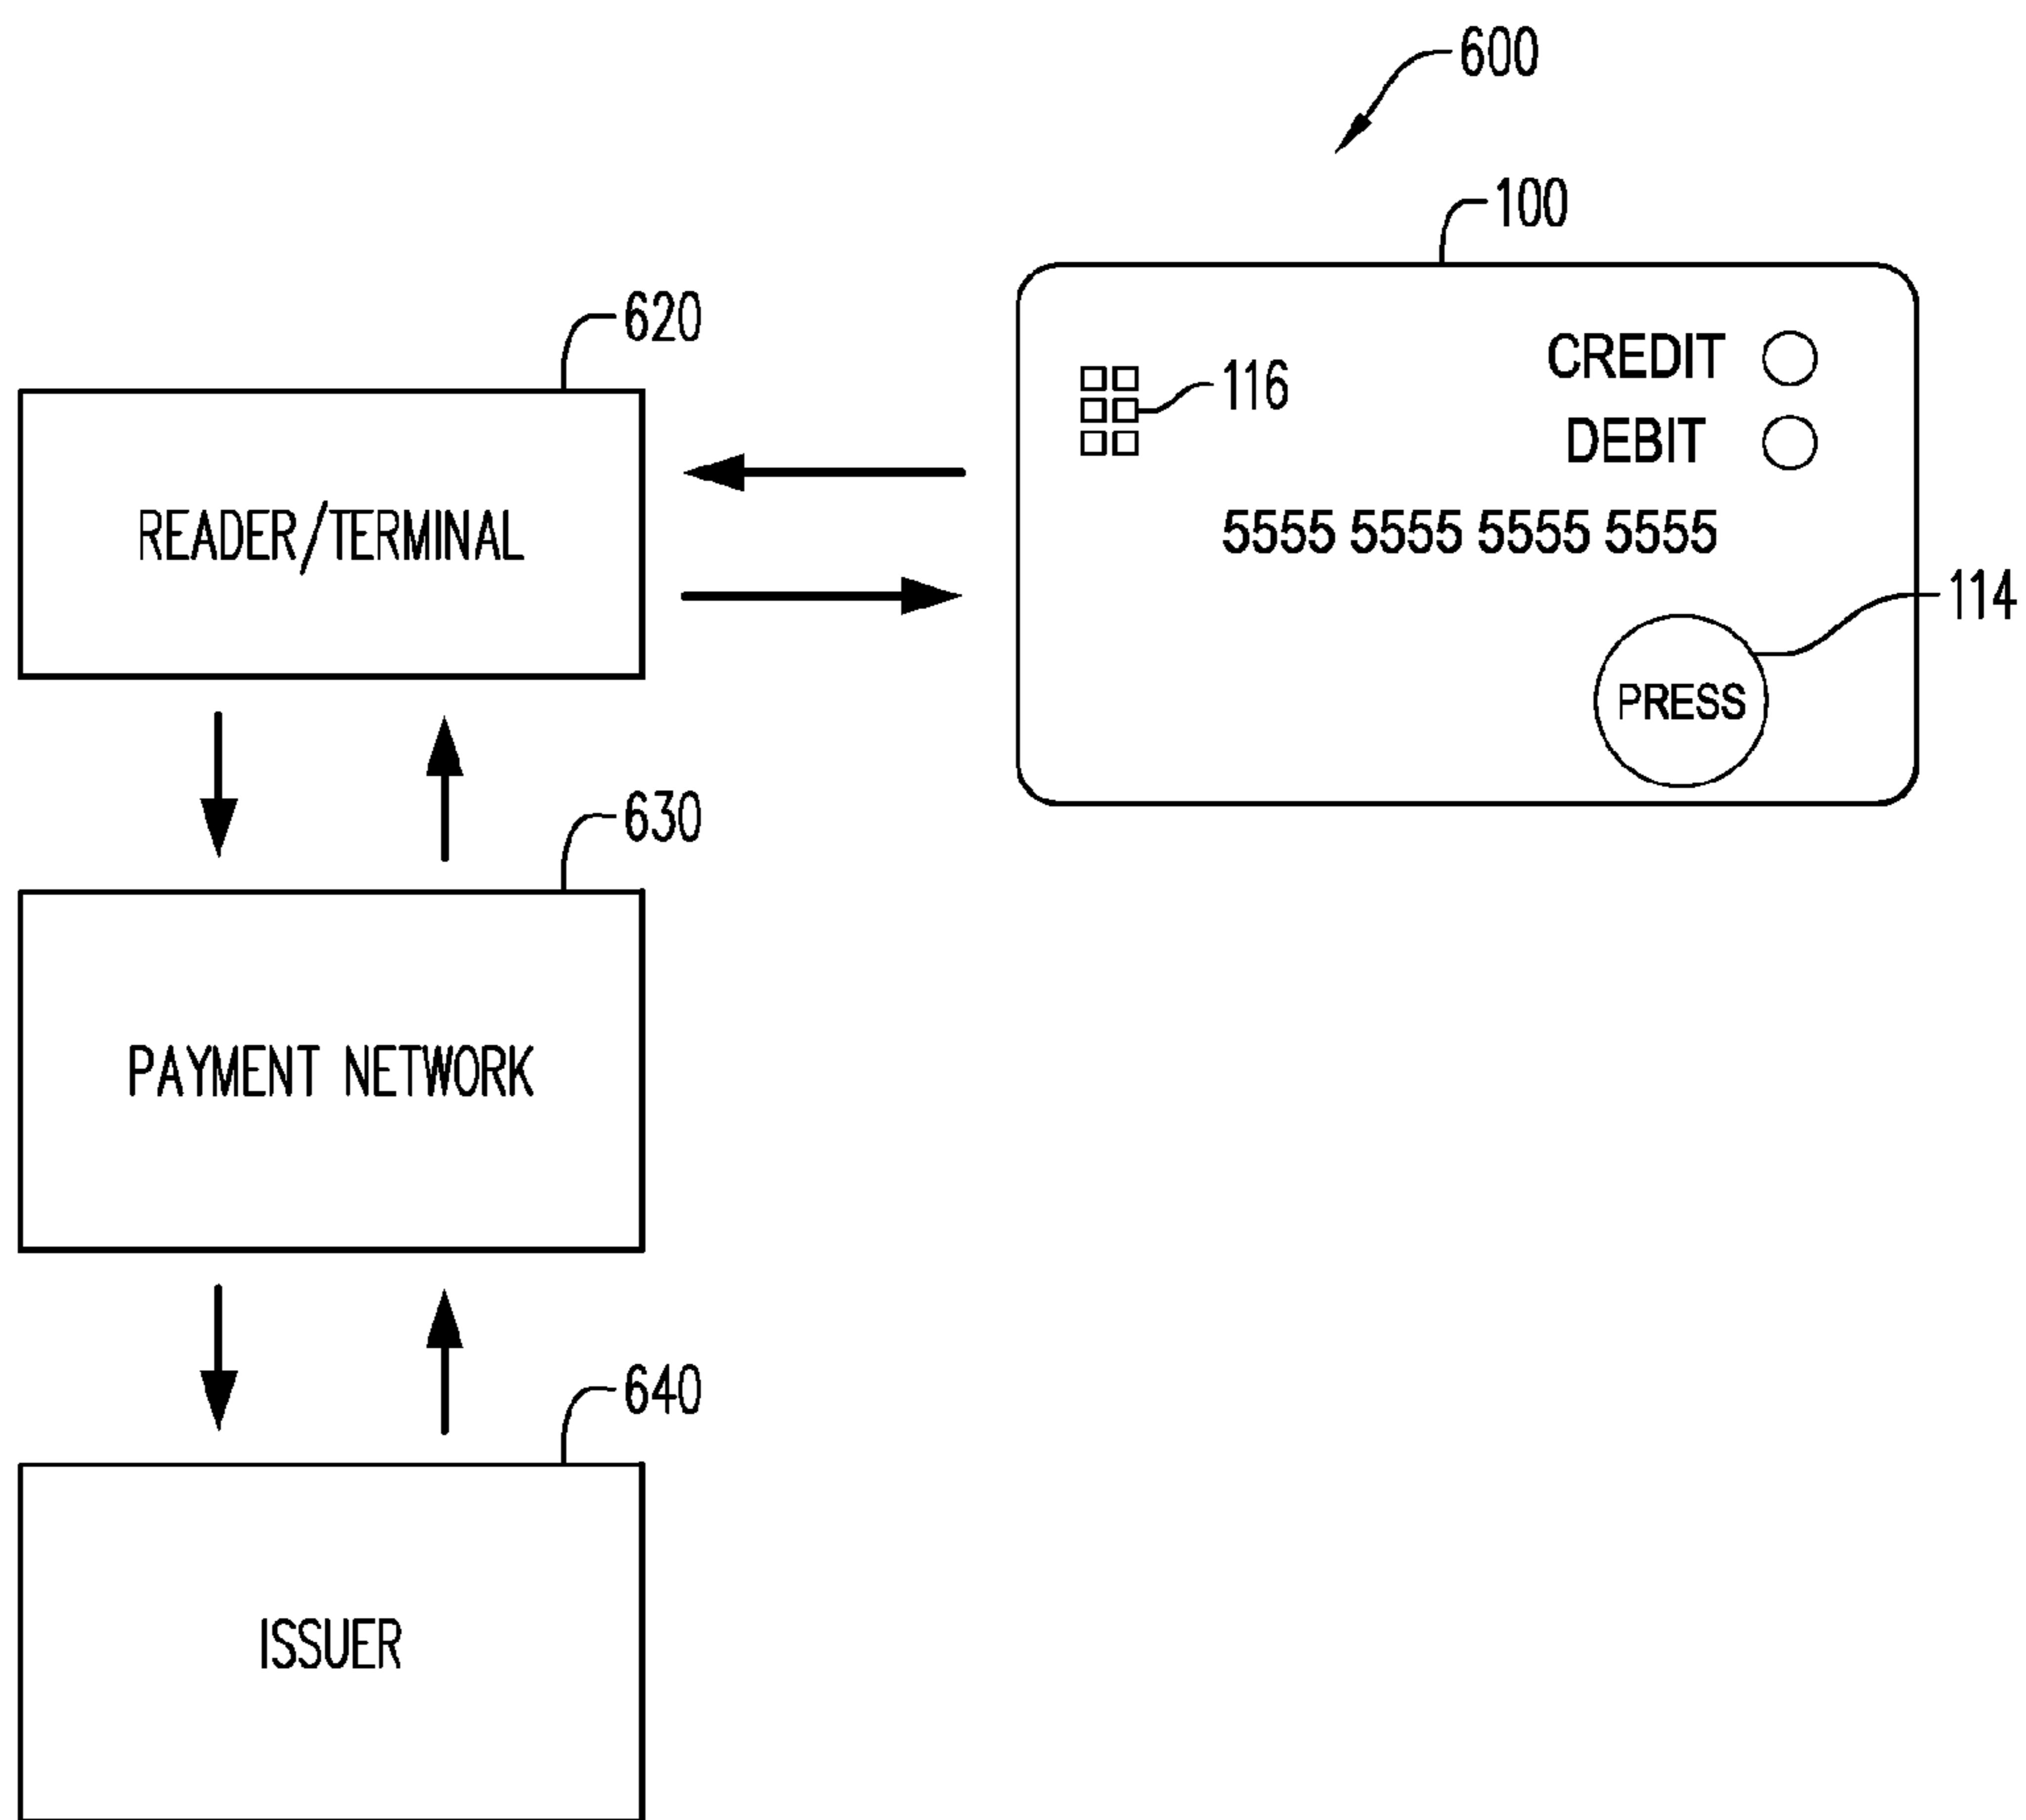 600
100
620
CREDIT
116
DEBIT
READER/TERMINAL
5555 5555 5555 5555
114
PRESS
630
PAYMENT NETWORK
640
ISSUER